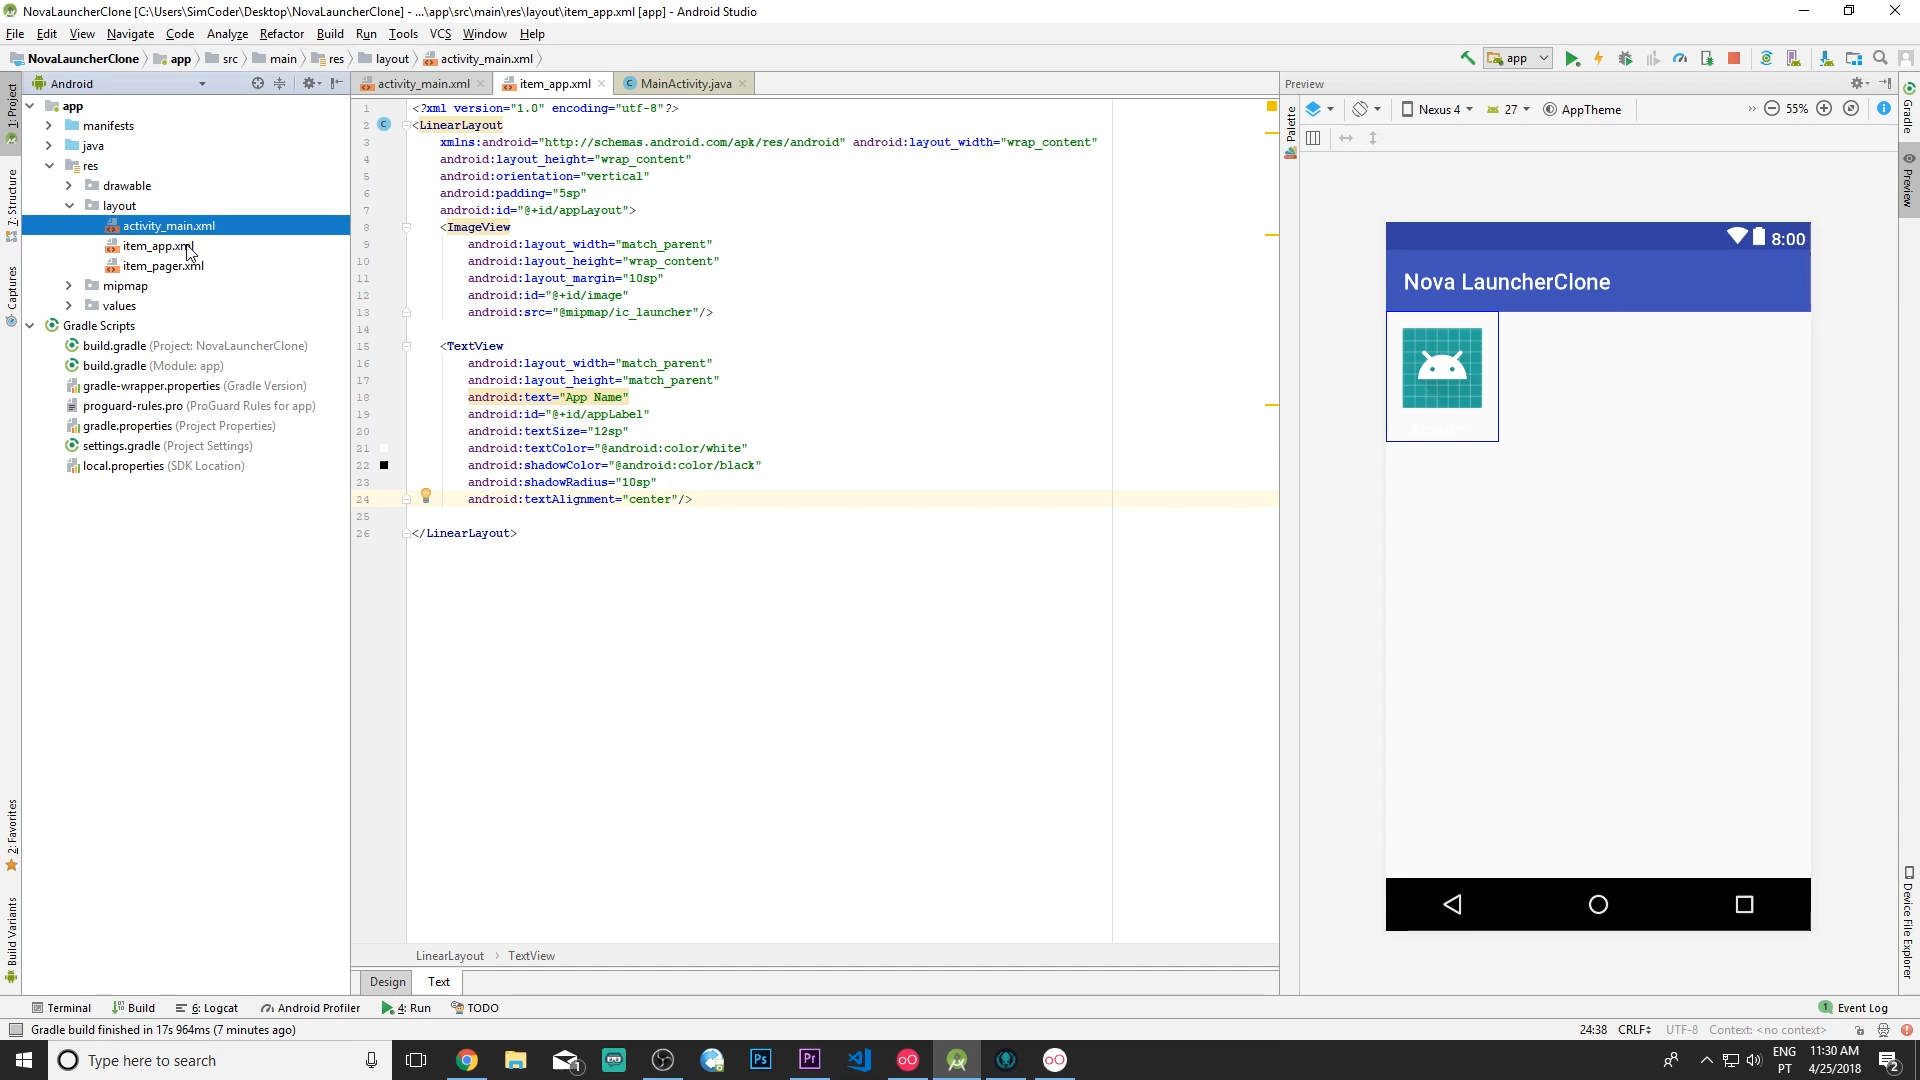 NovaLauncherClone [C:\Users\SimCoder\Desktop\NovaLauncherClone] - ...\app\src\main\res\layout\item_app.xml [app] - Android Studio
File Edit View Navigate Code Analyze Refactor Build Run Tools VCS Window Help
NovaLauncherClone app src main res layout activity_main.xml app
Android activity_main.xml item_app.xml MainActivity.java Preview
Nexus 4 27 AppTheme 55%
1: Project
7: Structure
Captures
2: Favorites
Build Variants
app
manifests
java
res
drawable
layout
activity_main.xml
item_app.xml
item_pager.xml
mipmap
values
Gradle Scripts
build.gradle (Project: NovaLauncherClone)
build.gradle (Module: app)
gradle-wrapper.properties (Gradle Version)
proguard-rules.pro (ProGuard Rules for app)
gradle.properties (Project Properties)
settings.gradle (Project Settings)
local.properties (SDK Location)
1 <?xml version="1.0" encoding="utf-8"?>
2 <LinearLayout
3 xmlns:android="http://schemas.android.com/apk/res/android" android:layout_width="wrap_content"
4 android:layout_height="wrap_content"
5 android:orientation="vertical"
6 android:padding="5sp"
7 android:id="@+id/appLayout">
8 <ImageView
9 android:layout_width="match_parent"
10 android:layout_height="wrap_content"
11 android:layout_margin="10sp"
12 android:id="@+id/image"
13 android:src="@mipmap/ic_launcher"/>
14
15 <TextView
16 android:layout_width="match_parent"
17 android:layout_height="match_parent"
18 android:text="App Name"
19 android:id="@+id/appLabel"
20 android:textSize="12sp"
21 android:textColor="@android:color/white"
22 android:shadowColor="@android:color/black"
23 android:shadowRadius="10sp"
24 android:textAlignment="center"/>
25
26 </LinearLayout>
LinearLayout TextView
Design Text
Palette
8:00
Nova LauncherClone
Gradle
Preview
Device File Explorer
Terminal Build 6: Logcat Android Profiler 4: Run TODO 1 Event Log
Gradle build finished in 17s 964ms (7 minutes ago) 24:38 CRLF UTF-8 Context: <no context>
Type here to search 1 Ps Pr ENG 11:30 AM
PT 4/25/2018 2